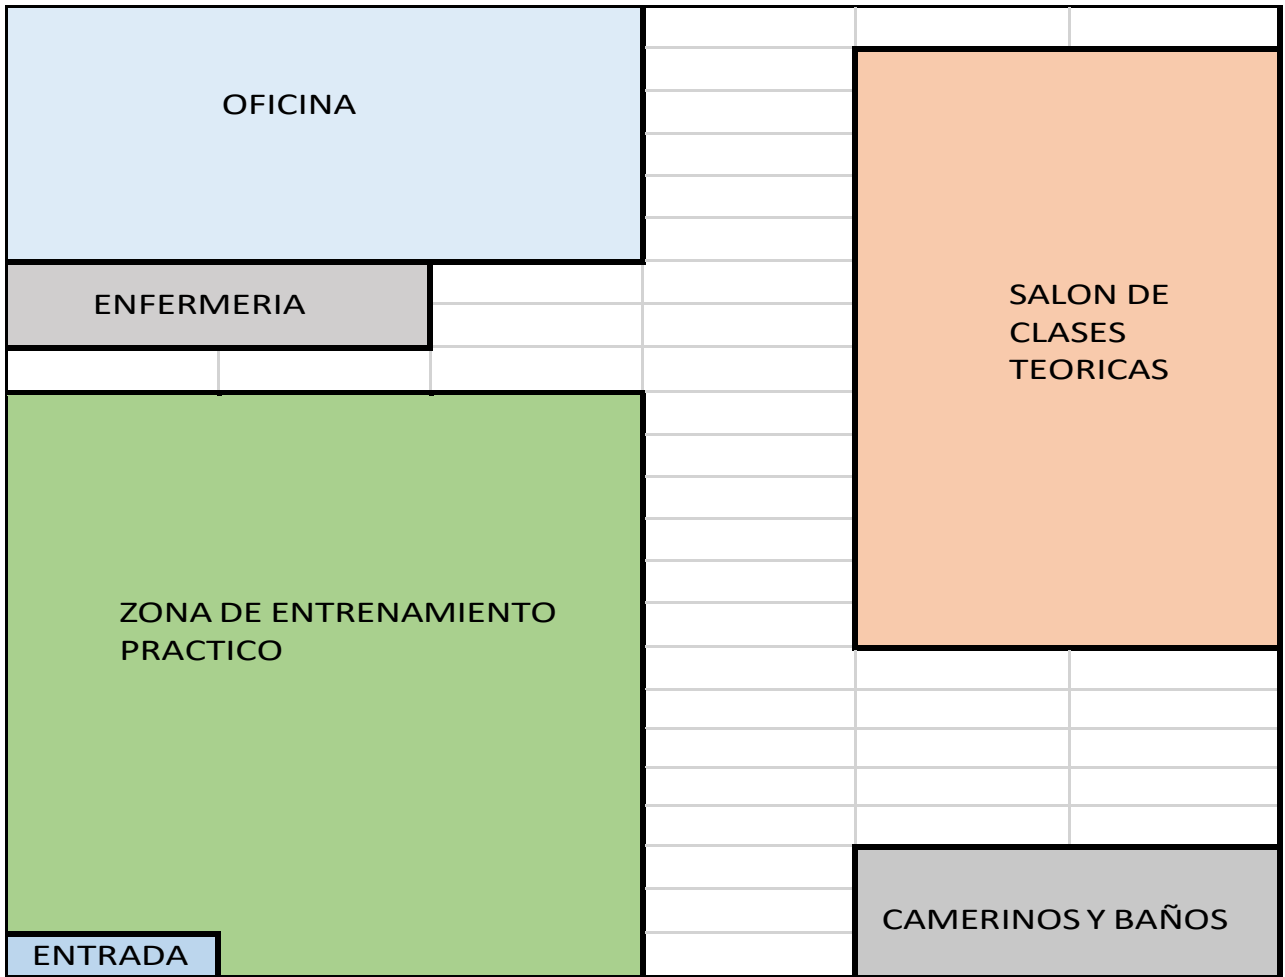 OFICINA
ENFERMERIA
SALON DE
CLASES
TEORICAS
ZONA DE ENTRENAMIENTO
PRACTICO
CAMERINOS Y BAÑOS
ENTRADA